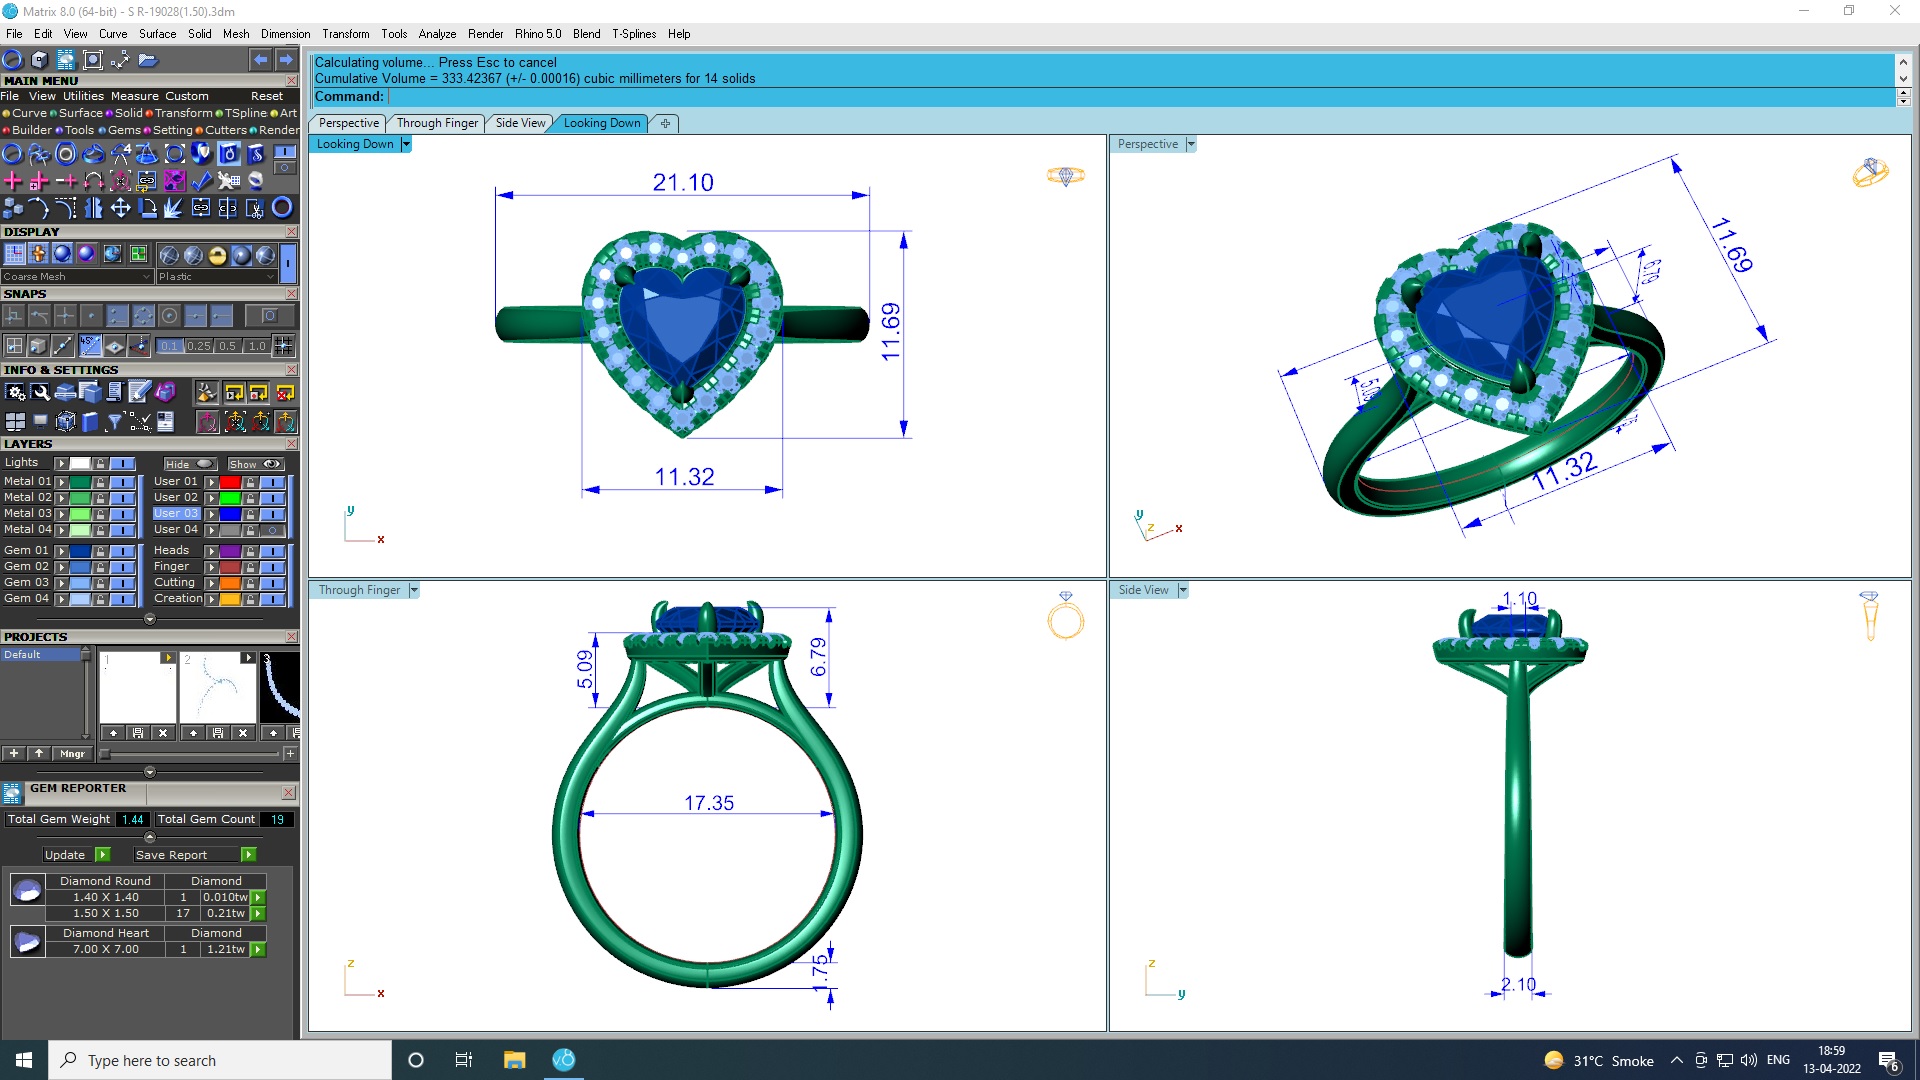 Matrix 8.0 (64-bit) - S R-19028(1.50).3dm
File Edit View Curve Surface Solid Mesh Dimension Transform Tools Analyze Render Rhino 5.0 Blend T-Splines Help
Calculating volume... Press Esc to cancel
Cumulative Volume = 333.42367 (+/- 0.00016) cubic millimeters for 14 solids
Command:
MAIN MENU
File View Utilities Measure Custom Reset
Curve Surface Solid Transform TSpline Art
Builder Tools Gems Setting Cutters Render
DISPLAY
Coarse Mesh Plastic
SNAPS
0.1 0.25 0.5 1.0
INFO & SETTINGS
LAYERS
Lights Hide Show
Metal 01 User 01
Metal 02 User 02
Metal 03 User 03
Metal 04 User 04
Gem 01 Heads
Gem 02 Finger
Gem 03 Cutting
Gem 04 Creation
PROJECTS
Default
1 2 3
Mngr
GEM REPORTER
Total Gem Weight 1.44 Total Gem Count 19
Update Save Report
Diamond Round Diamond
1.40 X 1.40 1 0.010tw
1.50 X 1.50 17 0.21tw
Diamond Heart Diamond
7.00 X 7.00 1 1.21tw
Perspective Through Finger Side View Looking Down
Looking Down
21.10
11.69
11.32
y
x
Perspective
11.69
6.79
5.09
11.32
y
z
x
Through Finger
5.09
6.79
17.35
1.75
z
x
Side View
1.10
2.10
z
y
Type here to search
31°C Smoke
ENG
18:59
13-04-2022
6